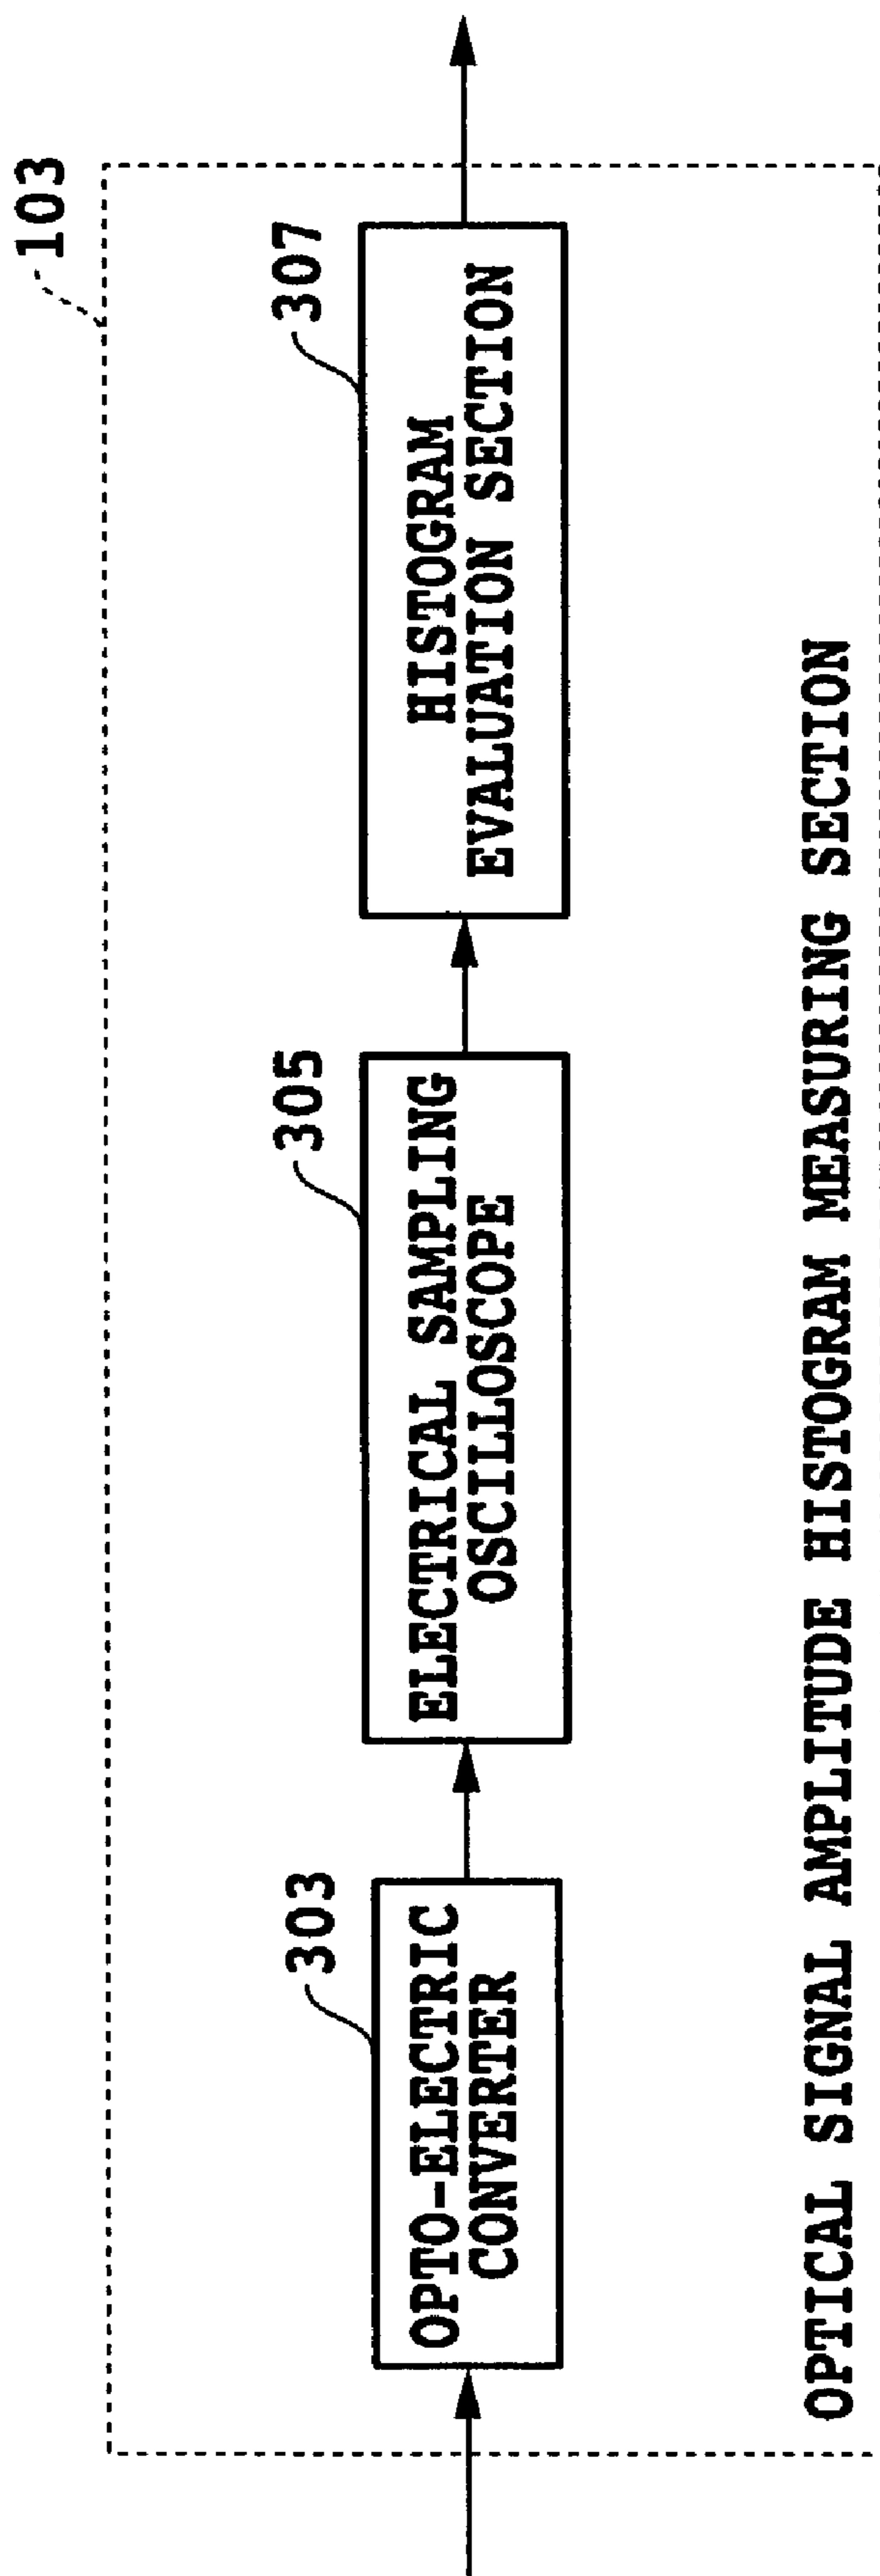 103
303
OPTO-ELECTRIC
CONVERTER
305
ELECTRICAL SAMPLING
OSCILLOSCOPE
307
HISTOGRAM
EVALUATION SECTION
OPTICAL SIGNAL AMPLITUDE HISTOGRAM MEASURING SECTION